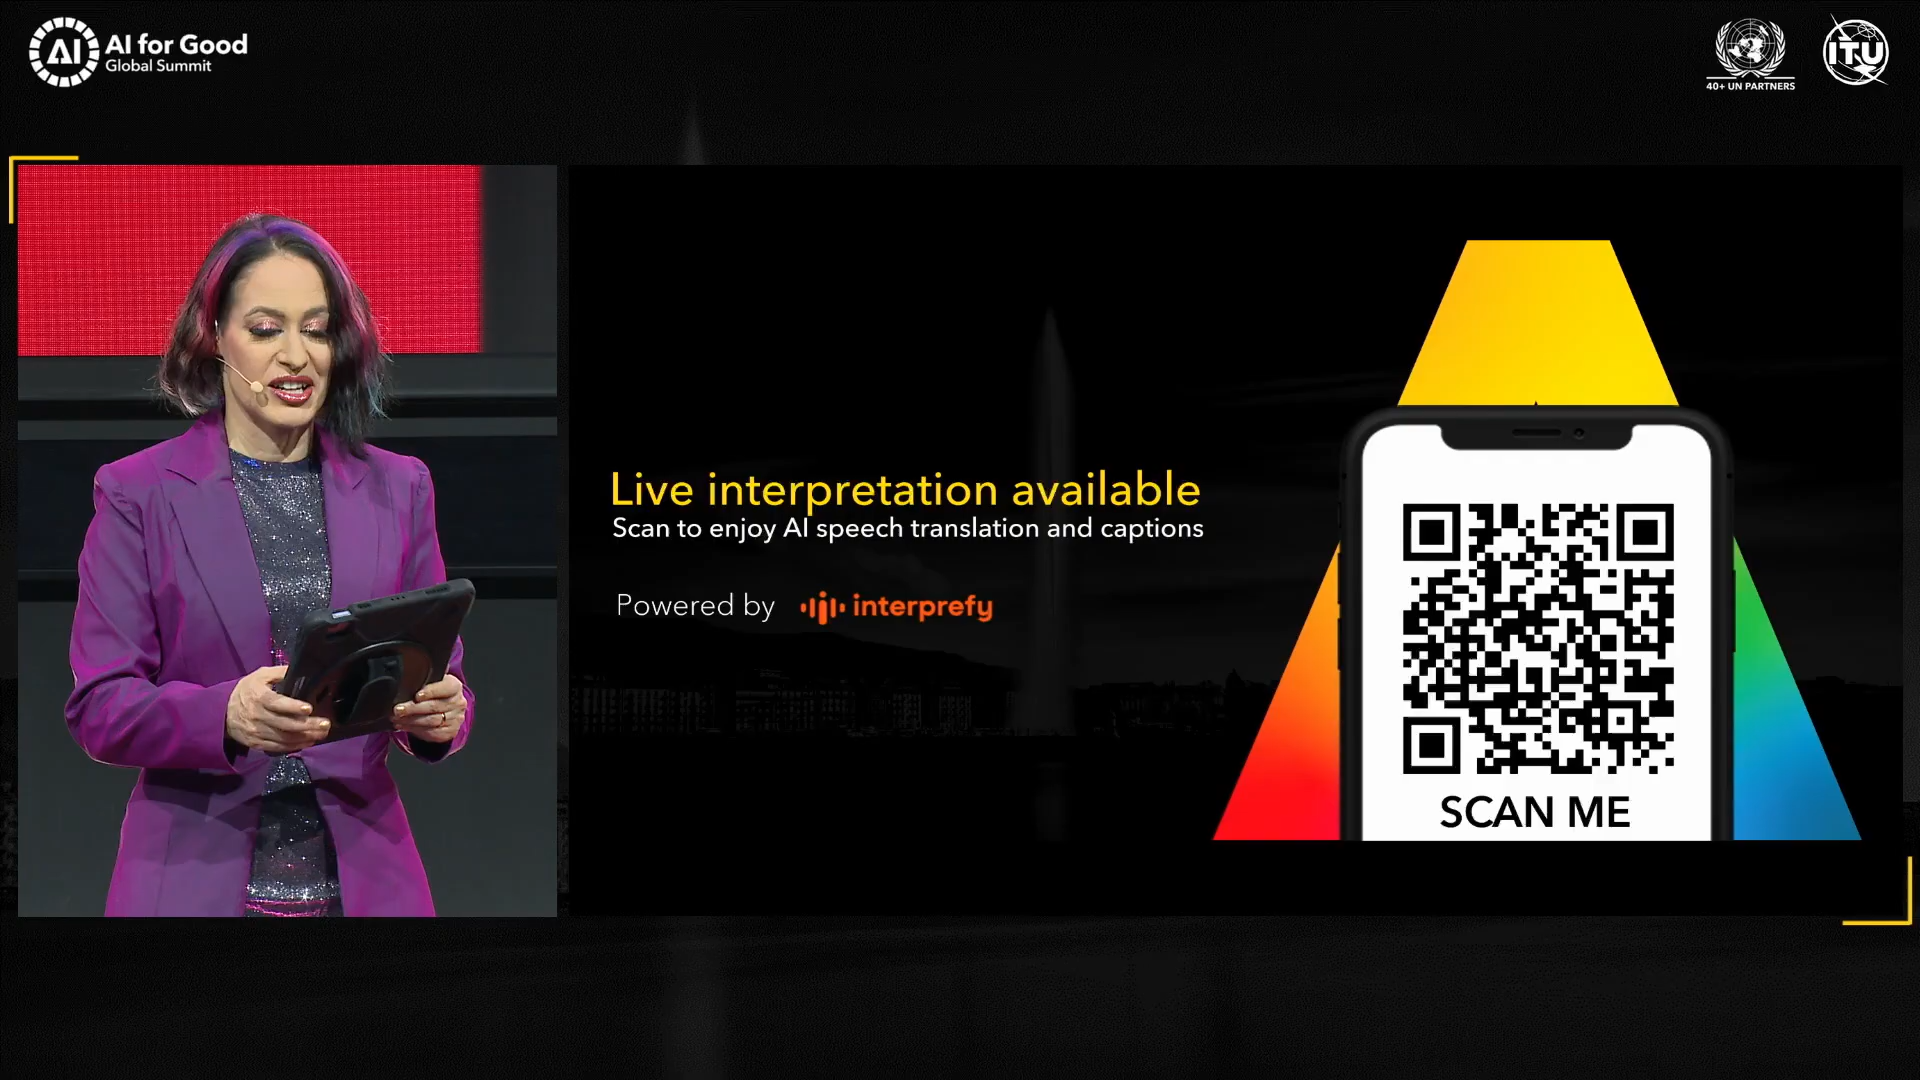 AI
AI for Good
Global Summit
40+ UN PARTNERS
ITU
Live interpretation available
Scan to enjoy AI speech translation and captions
Powered by interprefy
SCAN ME